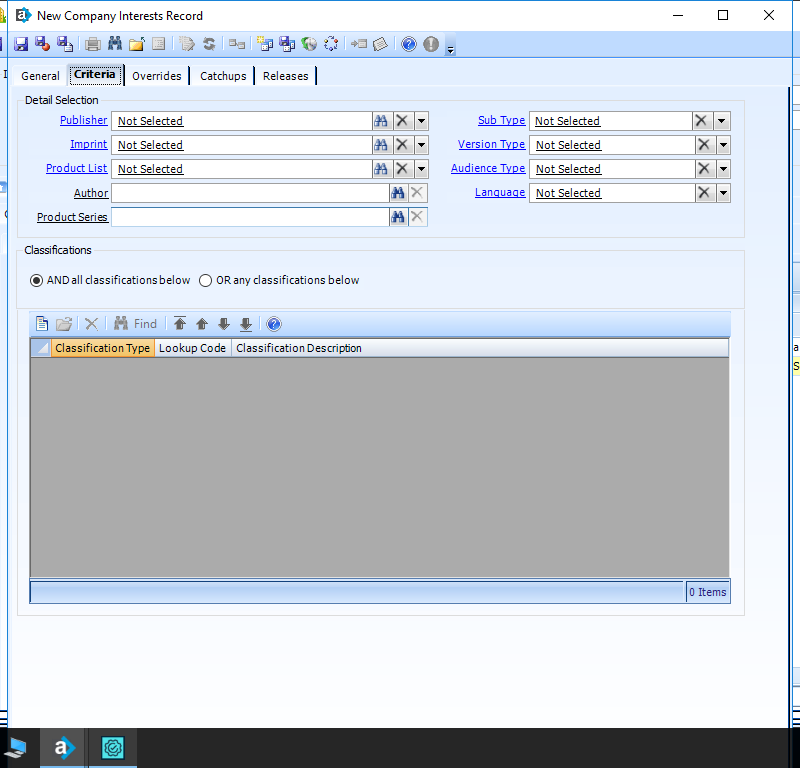 New Company Interests Record
General Criteria Overrides Catchups Releases
Detail Selection
Publisher Not Selected Sub Type Not Selected
Imprint Not Selected Version Type Not Selected
Product List Not Selected Audience Type Not Selected
Author Language Not Selected
Product Series
Classifications
AND all classifications below OR any classifications below
Find
Classification Type Lookup Code Classification Description
0 Items